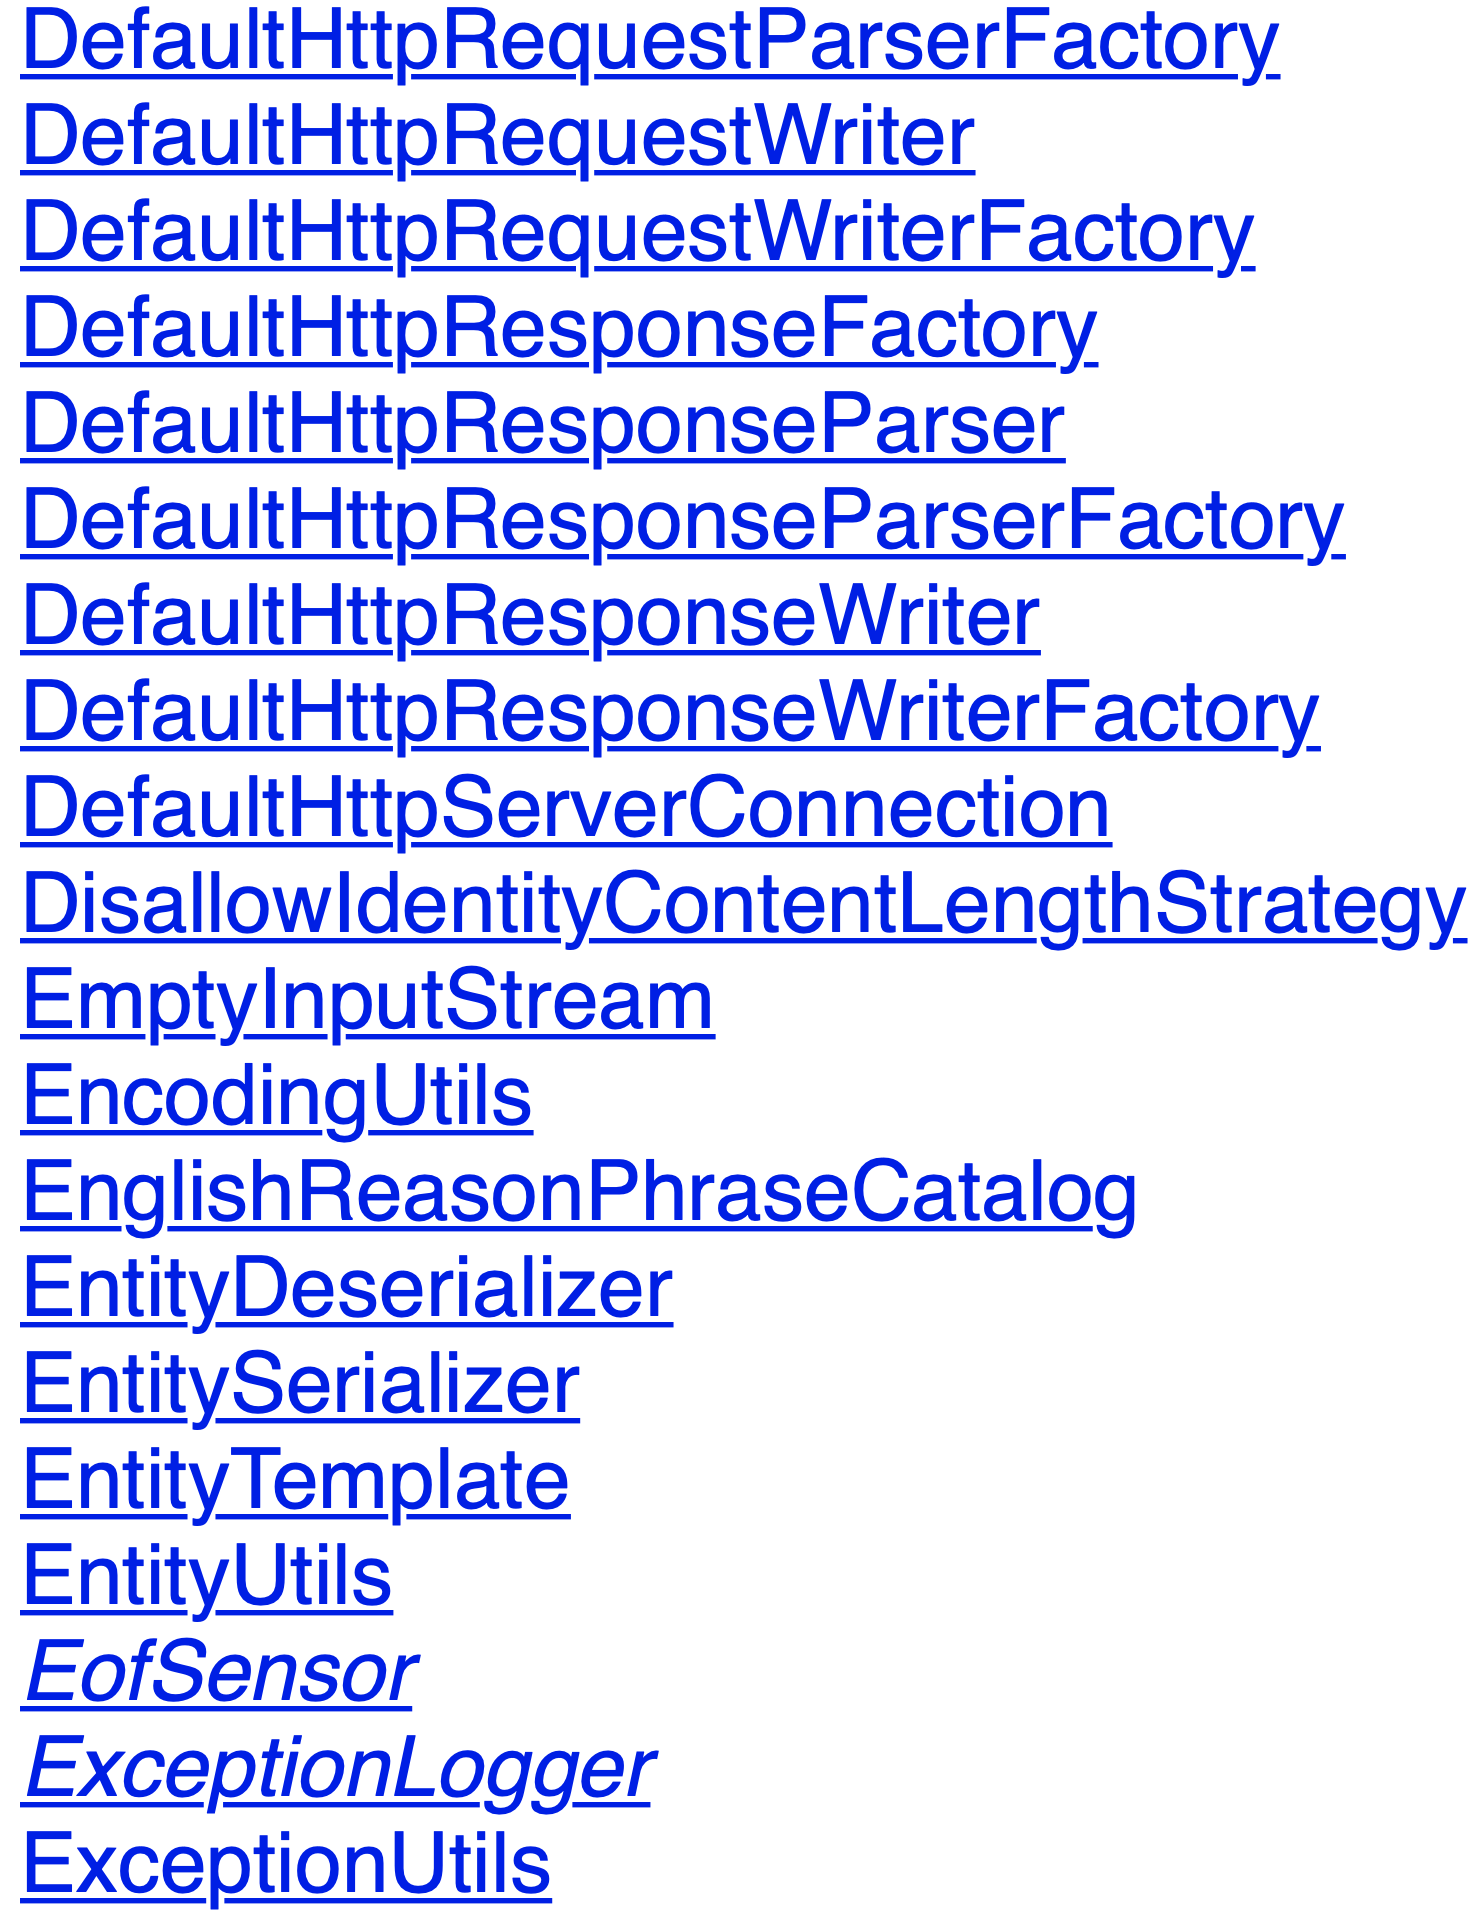 DefaultHttpRequestParserFactory
DefaultHttpRequestWriter
DefaultHttpRequestWriterFactory
DefaultHttpResponseFactory
DefaultHttpResponseParser
DefaultHttpResponseParserFactory
DefaultHttpResponseWriter
DefaultHttpResponseWriterFactory
DefaultHttpServerConnection
DisallowIdentityContentLengthStrategy
EmptyInputStream
EncodingUtils
EnglishReasonPhraseCatalog
EntityDeserializer
EntitySerializer
EntityTemplate
EntityUtils
EofSensor
ExceptionLogger
ExceptionUtils